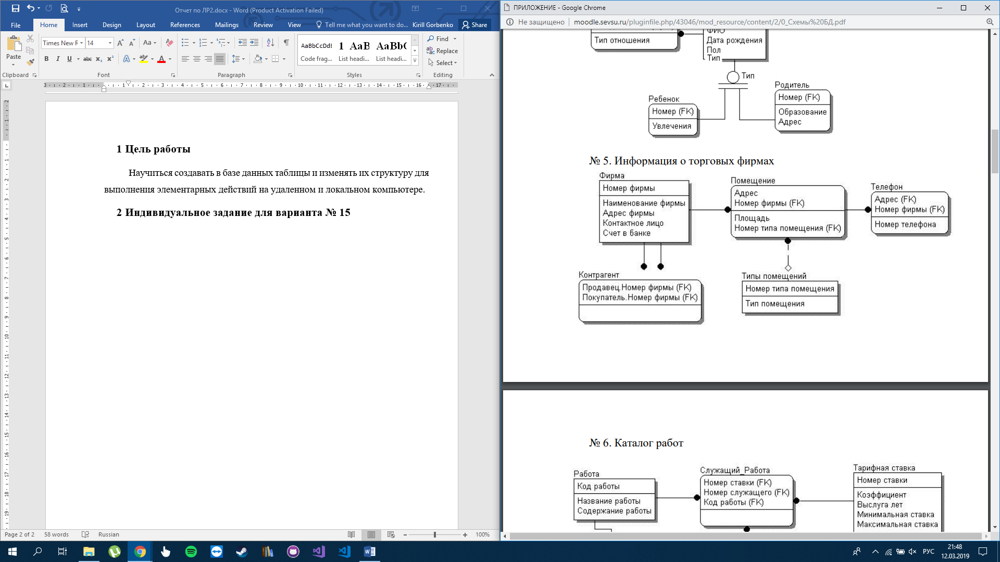 Отчет по ЛР2.docx - Word (Product Activation Failed)
File
Home
Insert
Design
Layout
References
Mailings
Review
View
Tell me what you want to do...
Kirill Gorbenko
Share
Paste
Clipboard
Times New R
14
Font
Paragraph
AaBbCcDdE
Code frag...
1 AaB
List headi...
AaBb(
List headi...
Styles
Find
Replace
Select
Editing
1 Цель работы
Научиться создавать в базе данных таблицы и изменять их структуру для
выполнения элементарных действий на удаленном и локальном компьютере.
2 Индивидуальное задание для варианта № 15
Page 2 of 2
58 words
Russian
100%
ПРИЛОЖЕНИЕ - Google Chrome
Не защищено
moodle.sevsu.ru/pluginfile.php/43046/mod_resource/content/2/0_Схемы%20БД.pdf
Тип отношения
ФИО
Дата рождения
Пол
Тип
Тип
Ребенок
Номер (FK)
Увлечения
Родитель
Номер (FK)
Образование
Адрес
№ 5. Информация о торговых фирмах
Фирма
Номер фирмы
Наименование фирмы
Адрес фирмы
Контактное лицо
Счет в банке
Помещение
Адрес
Номер фирмы (FK)
Площадь
Номер типа помещения (FK)
Телефон
Адрес (FK)
Номер фирмы (FK)
Номер телефона
Контрагент
Продавец.Номер фирмы (FK)
Покупатель.Номер фирмы (FK)
Типы помещений
Номер типа помещения
Тип помещения
№ 6. Каталог работ
Работа
Код работы
Название работы
Содержание работы
Служащий_Работа
Номер ставки (FK)
Номер служащего (FK)
Код работы (FK)
Тарифная ставка
Номер ставки
Коэффициент
Выслуга лет
Минимальная ставка
Максимальная ставка
РУС
21:48
12.03.2019